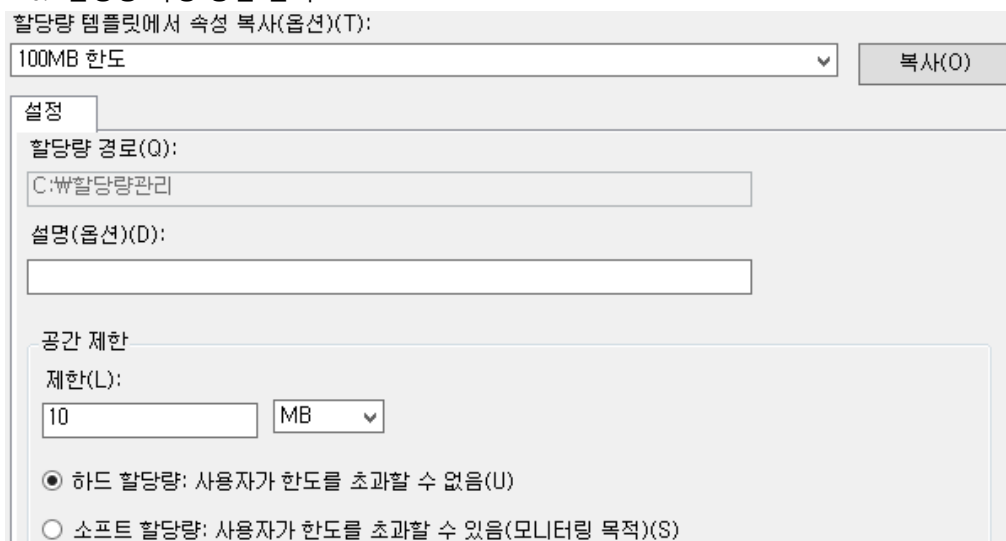 할당량 템플릿에서 속성 복사(옵션)(T):
100MB 한도
복사(O)
설정
할당량 경로(Q):
C:₩할당량관리
설명(옵션)(D):
공간 제한
제한(L):
10 MB
하드 할당량: 사용자가 한도를 초과할 수 없음(U)
소프트 할당량: 사용자가 한도를 초과할 수 있음(모니터링 목적)(S)